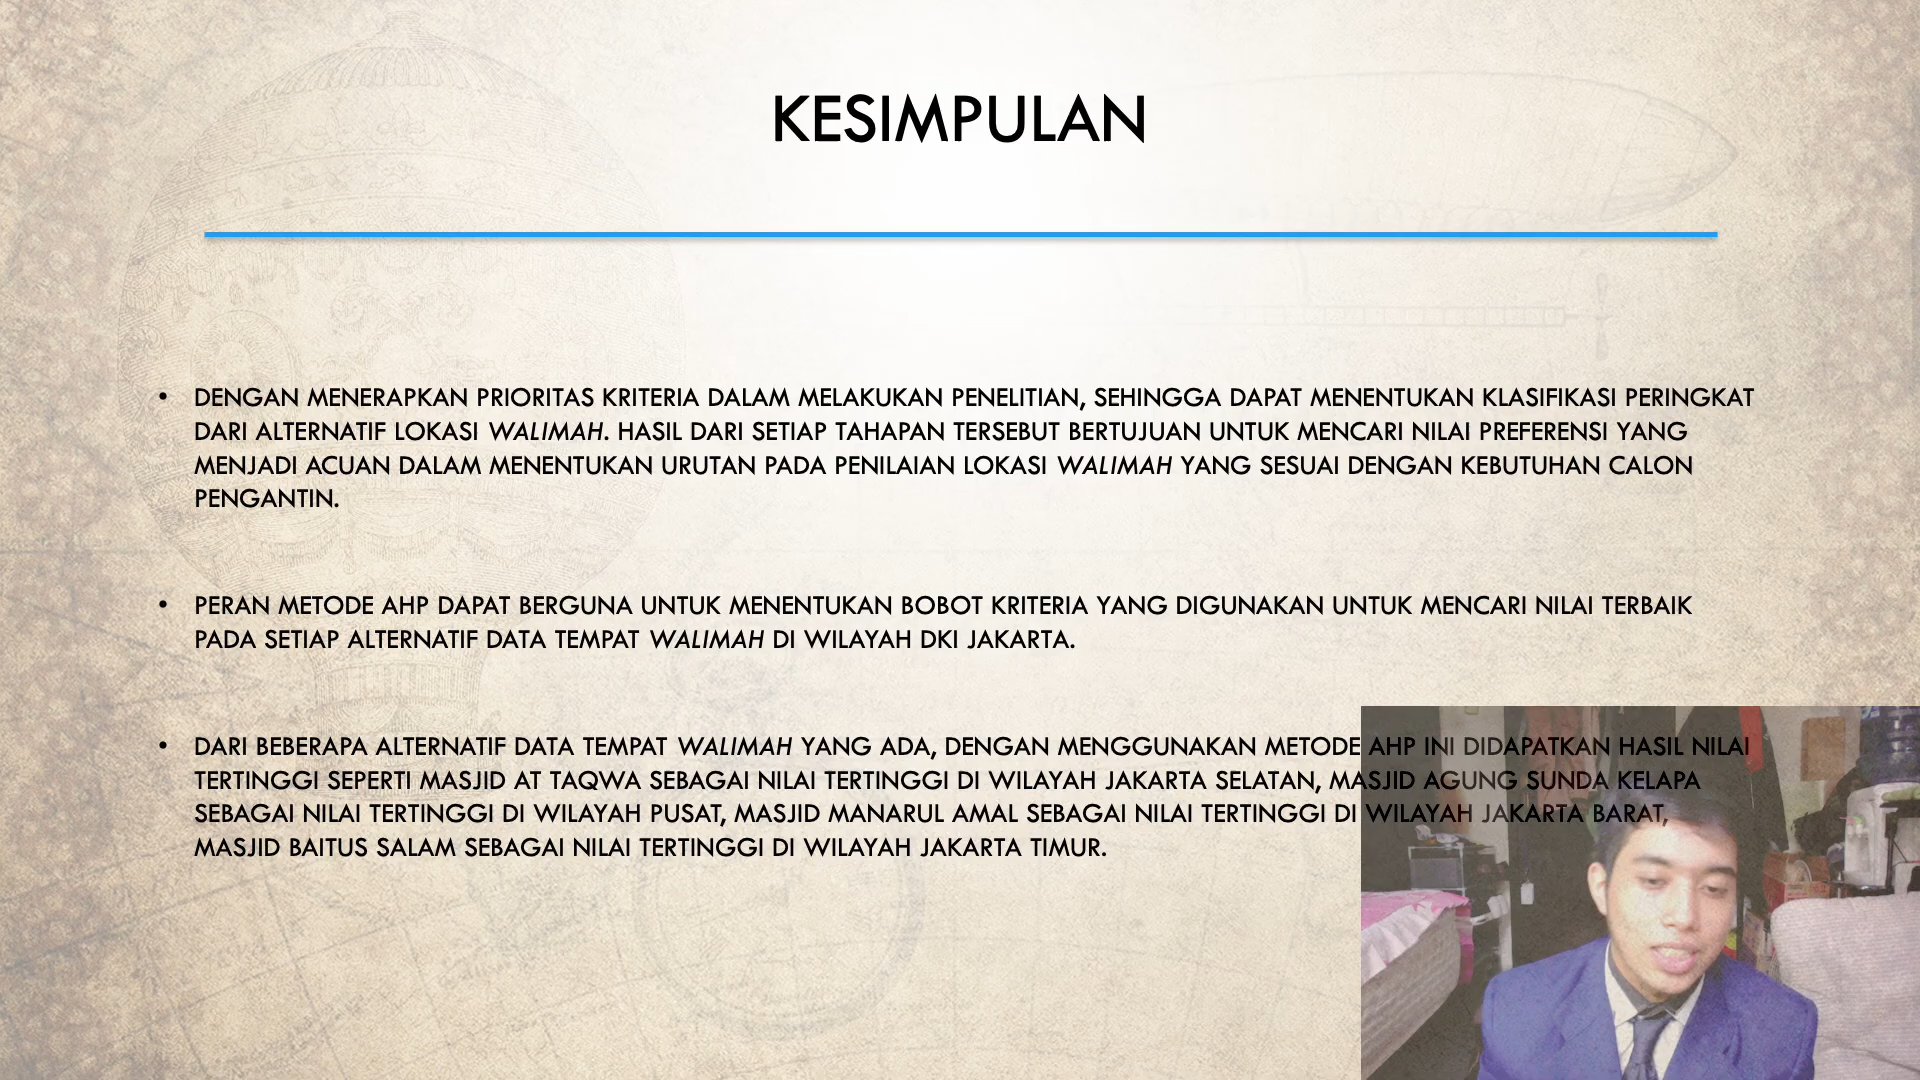 KESIMPULAN
• DENGAN MENERAPKAN PRIORITAS KRITERIA DALAM MELAKUKAN PENELITIAN, SEHINGGA DAPAT MENENTUKAN KLASIFIKASI PERINGKAT
DARI ALTERNATIF LOKASI WALIMAH. HASIL DARI SETIAP TAHAPAN TERSEBUT BERTUJUAN UNTUK MENCARI NILAI PREFERENSI YANG
MENJADI ACUAN DALAM MENENTUKAN URUTAN PADA PENILAIAN LOKASI WALIMAH YANG SESUAI DENGAN KEBUTUHAN CALON
PENGANTIN.
• PERAN METODE AHP DAPAT BERGUNA UNTUK MENENTUKAN BOBOT KRITERIA YANG DIGUNAKAN UNTUK MENCARI NILAI TERBAIK
PADA SETIAP ALTERNATIF DATA TEMPAT WALIMAH DI WILAYAH DKI JAKARTA.
• DARI BEBERAPA ALTERNATIF DATA TEMPAT WALIMAH YANG ADA, DENGAN MENGGUNAKAN METODE AHP INI DIDAPATKAN HASIL NILAI
TERTINGGI SEPERTI MASJID AT TAQWA SEBAGAI NILAI TERTINGGI DI WILAYAH JAKARTA SELATAN, MASJID AGUNG SUNDA KELAPA
SEBAGAI NILAI TERTINGGI DI WILAYAH PUSAT, MASJID MANARUL AMAL SEBAGAI NILAI TERTINGGI DI WILAYAH JAKARTA BARAT,
MASJID BAITUS SALAM SEBAGAI NILAI TERTINGGI DI WILAYAH JAKARTA TIMUR.